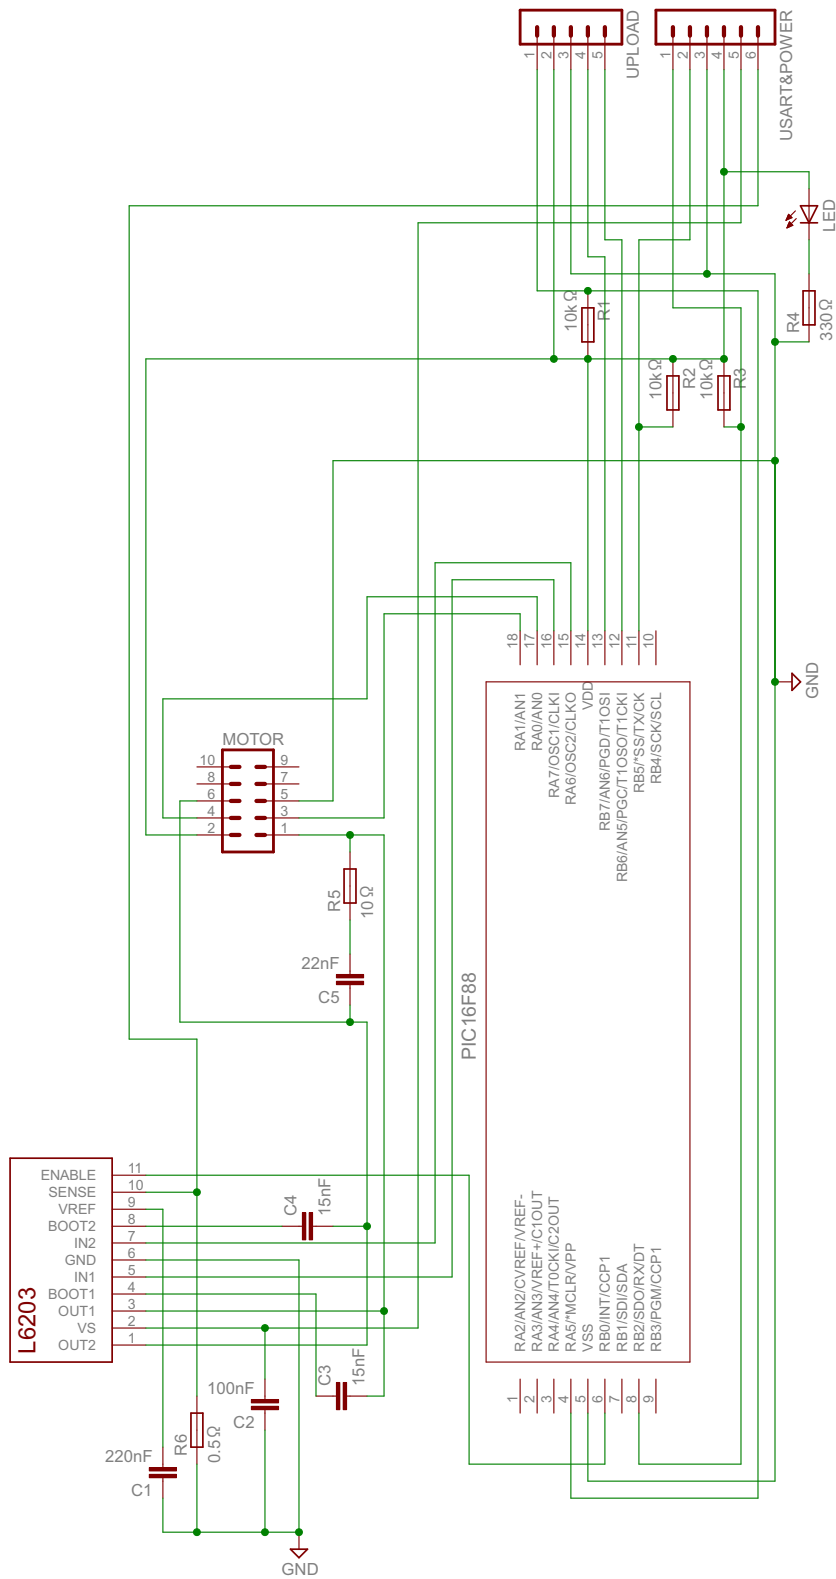 UPLOAD
1
2
3
4
5
USART&POWER
1
2
3
4
5
6
LED
R4
330Ω
10kΩ
R1
10kΩ
R2
10kΩ
R3
GND
18
17
16
15
14
13
12
11
10
RA1/AN1
RA0/AN0
RA7/OSC1/CLKI
RA6/OSC2/CLKO
VDD
RB7/AN6/PGD/T1OSI
RB6/AN5/PGC/T1OSO/T1CKI
RB5/*SS/TX/CK
RB4/SCK/SCL
MOTOR
10 9
8 7
6 5
4 3
2 1
R5
10Ω
22nF
C5
PIC16F88
ENABLE 11
SENSE 10
VREF 9
BOOT2 8
IN2 7
GND 6
IN1 5
BOOT1 4
OUT1 3
VS 2
OUT2 1
L6203
C4
15nF
C3
15nF
100nF
C2
R6
0.5Ω
220nF
C1
GND
RA2/AN2/CVREF/VREF-
RA3/AN3/VREF+/C1OUT
RA4/AN4/T0CKI/C2OUT
RA5/*MCLR/VPP
VSS
RB0/INT/CCP1
RB1/SDI/SDA
RB2/SDO/RX/DT
RB3/PGM/CCP1
1
2
3
4
5
6
7
8
9